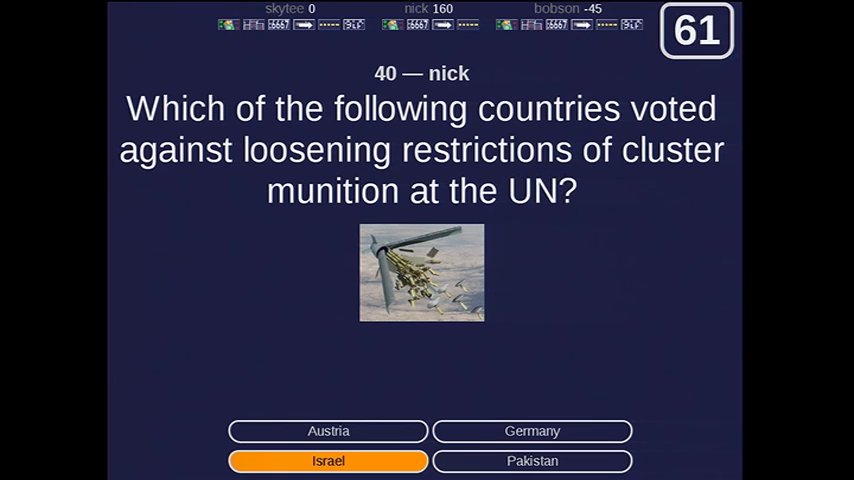 skytee 0 nick 160 bobson -45
61
40 — nick
Which of the following countries voted
against loosening restrictions of cluster
munition at the UN?
Austria Germany
Israel Pakistan